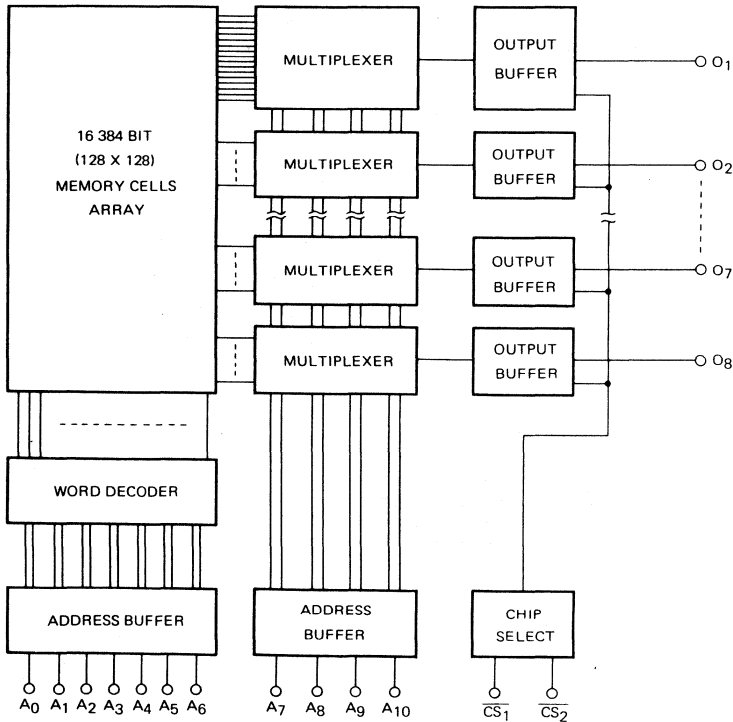 16 384 BIT
(128 X 128)
MEMORY CELLS
ARRAY
MULTIPLEXER
OUTPUT
BUFFER
O1
MULTIPLEXER
OUTPUT
BUFFER
O2
MULTIPLEXER
OUTPUT
BUFFER
O7
MULTIPLEXER
OUTPUT
BUFFER
O8
WORD DECODER
ADDRESS BUFFER
ADDRESS
BUFFER
CHIP
SELECT
A0 A1 A2 A3 A4 A5 A6
A7 A8 A9 A10
C̅S̅1 C̅S̅2